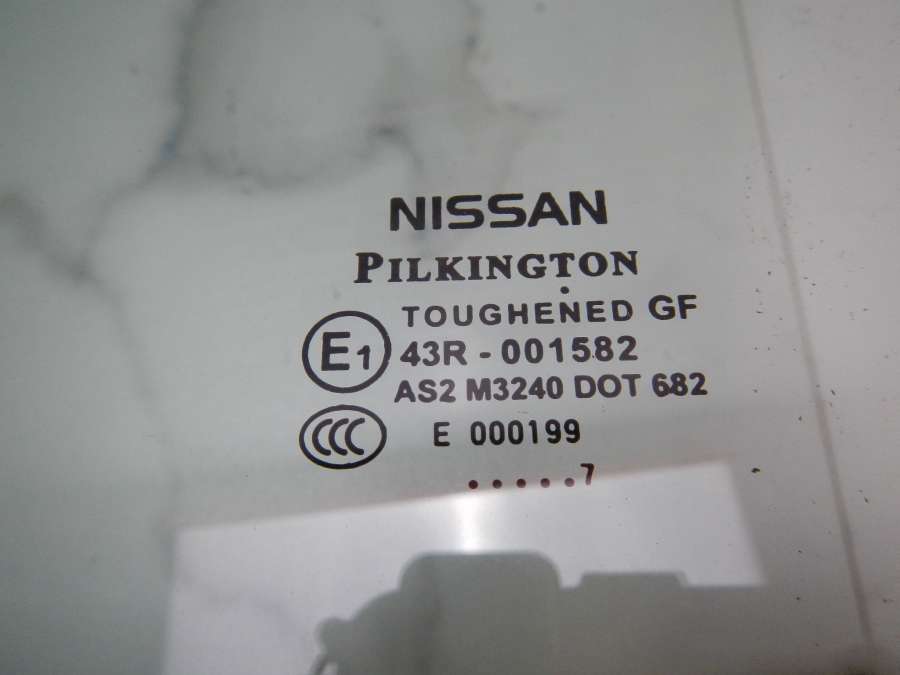 NISSAN
PILKINGTON
TOUGHENED GF
E1 43R - 001582
AS2 M3240 DOT 682
CCC E 000199
.....7